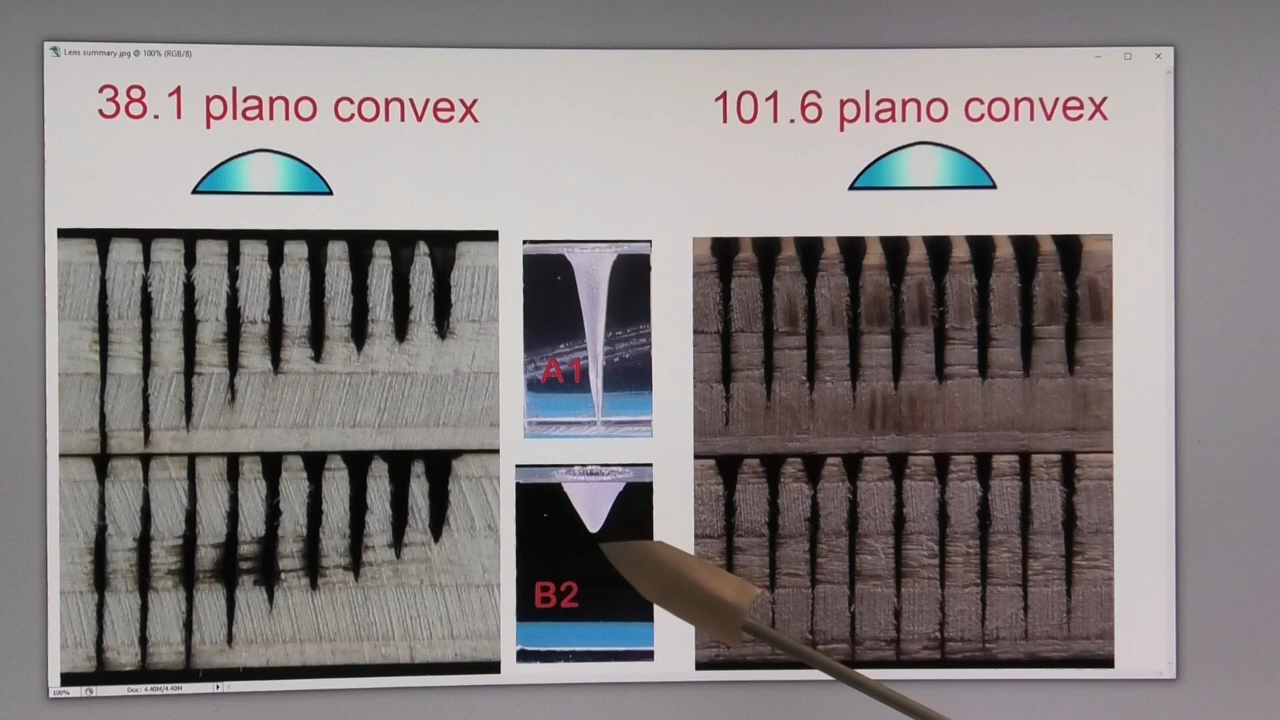 Lens summary.jpg @ 100% (RGB/8)
38.1 plano convex
101.6 plano convex
A1
B2
100%
Doc: 4.40M/4.40M